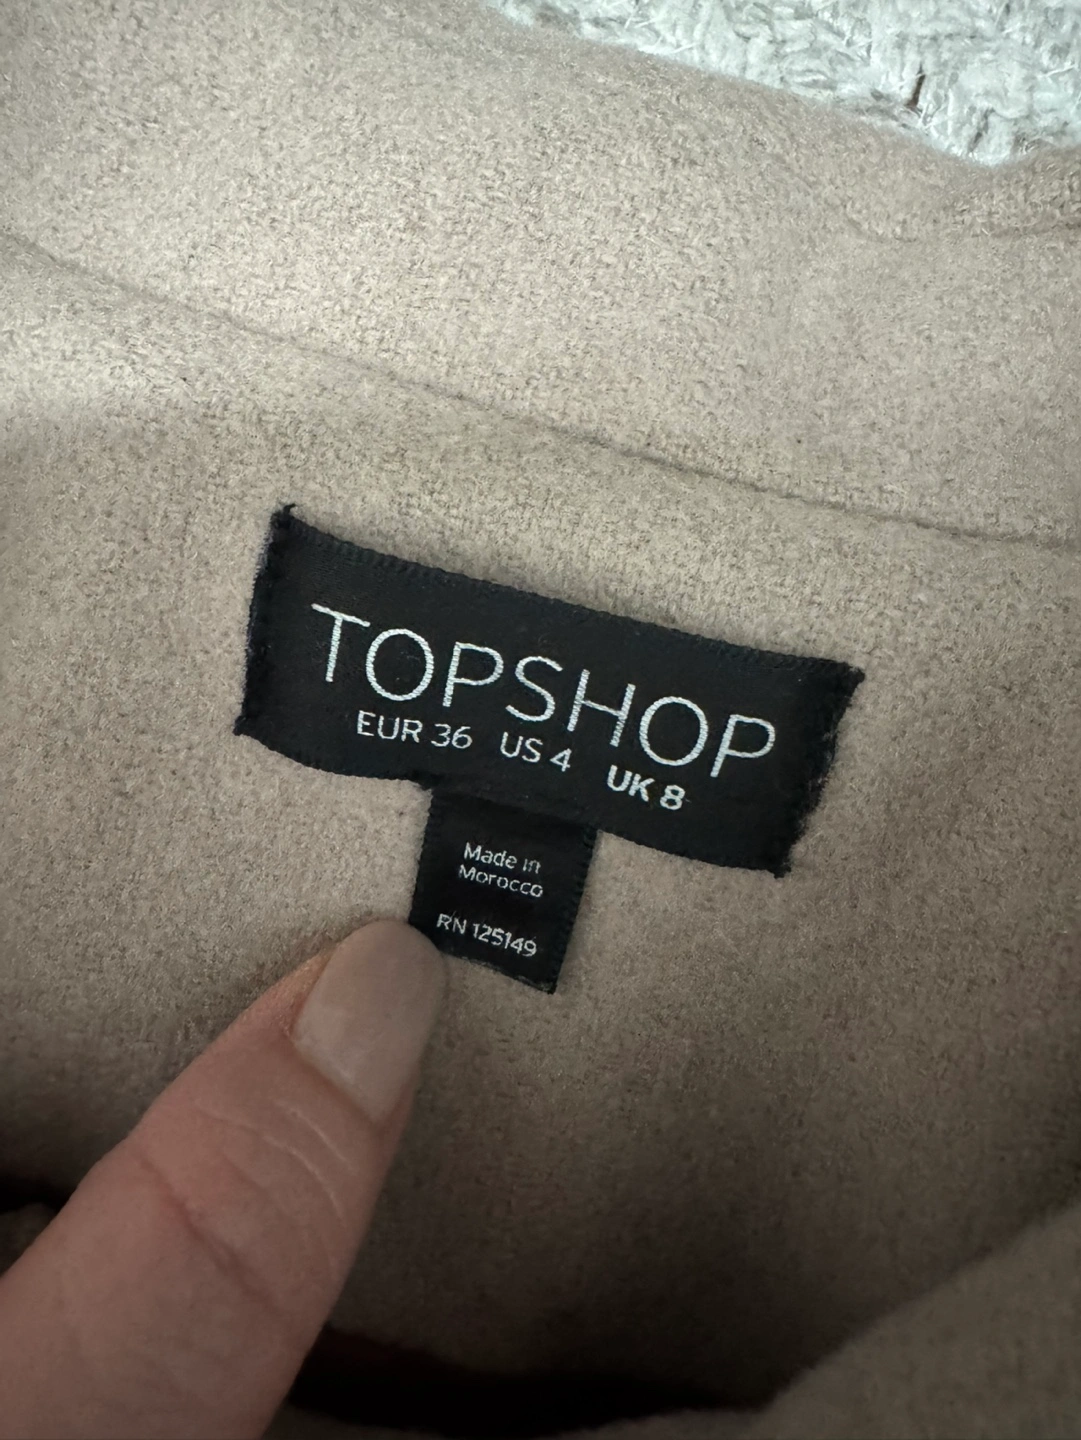 TOPSHOP
EUR 36 US 4 UK 8
Made in
Morocco
RN 125149